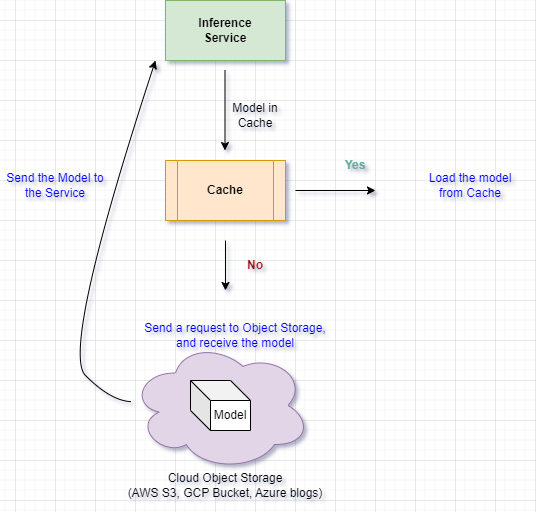 Inference
Service
Model in
Cache
Send the Model to
the Service
Cache
Yes
Load the model
from Cache
No
Send a request to Object Storage,
and receive the model
Model
Cloud Object Storage
(AWS S3, GCP Bucket, Azure blogs)